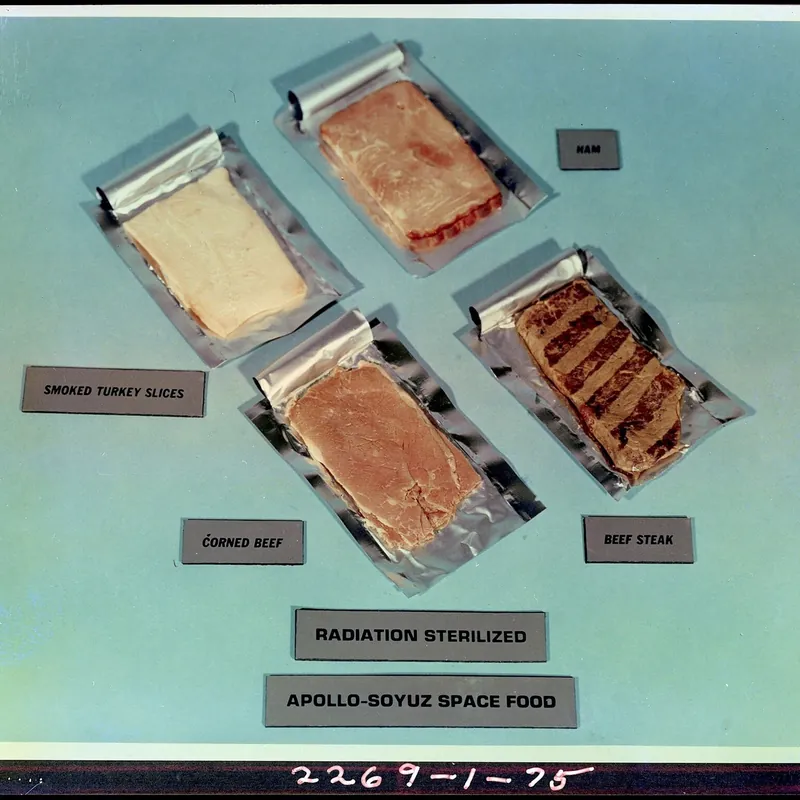 HAM
SMOKED TURKEY SLICES
CORNED BEEF
BEEF STEAK
RADIATION STERILIZED
APOLLO-SOYUZ SPACE FOOD
2269-1-75